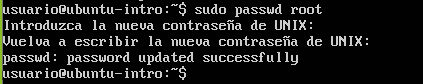 usuario@ubuntu-intro:~$ sudo passwd root
Introduzca la nueva contraseña de UNIX:
Vuelva a escribir la nueva contraseña de UNIX:
passwd: password updated successfully
usuario@ubuntu-intro:~$